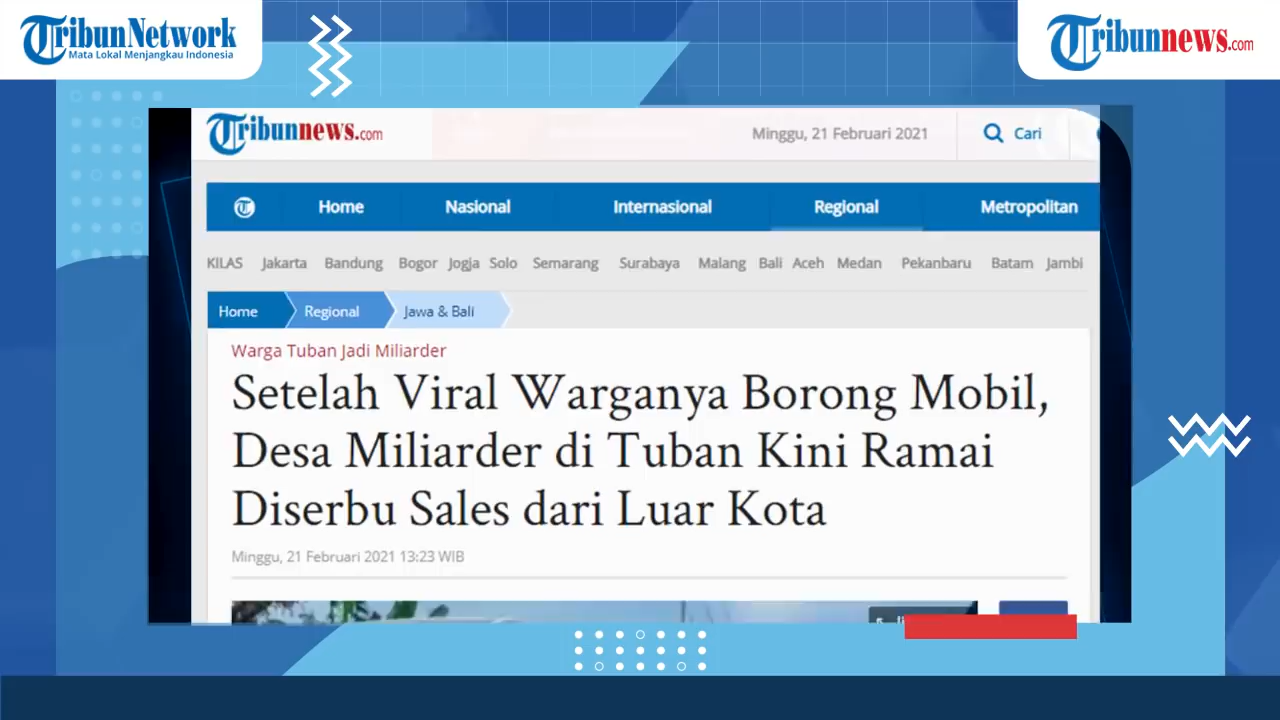 TribunNetwork
Mata Lokal Menjangkau Indonesia
Tribunnews.com
Tribunnews.com
Minggu, 21 Februari 2021
Cari
Home Nasional Internasional Regional Metropolitan
KILAS Jakarta Bandung Bogor Jogja Solo Semarang Surabaya Malang Bali Aceh Medan Pekanbaru Batam Jambi
Home Regional Jawa & Bali
Warga Tuban Jadi Miliarder
Setelah Viral Warganya Borong Mobil,
Desa Miliarder di Tuban Kini Ramai
Diserbu Sales dari Luar Kota
Minggu, 21 Februari 2021 13:23 WIB